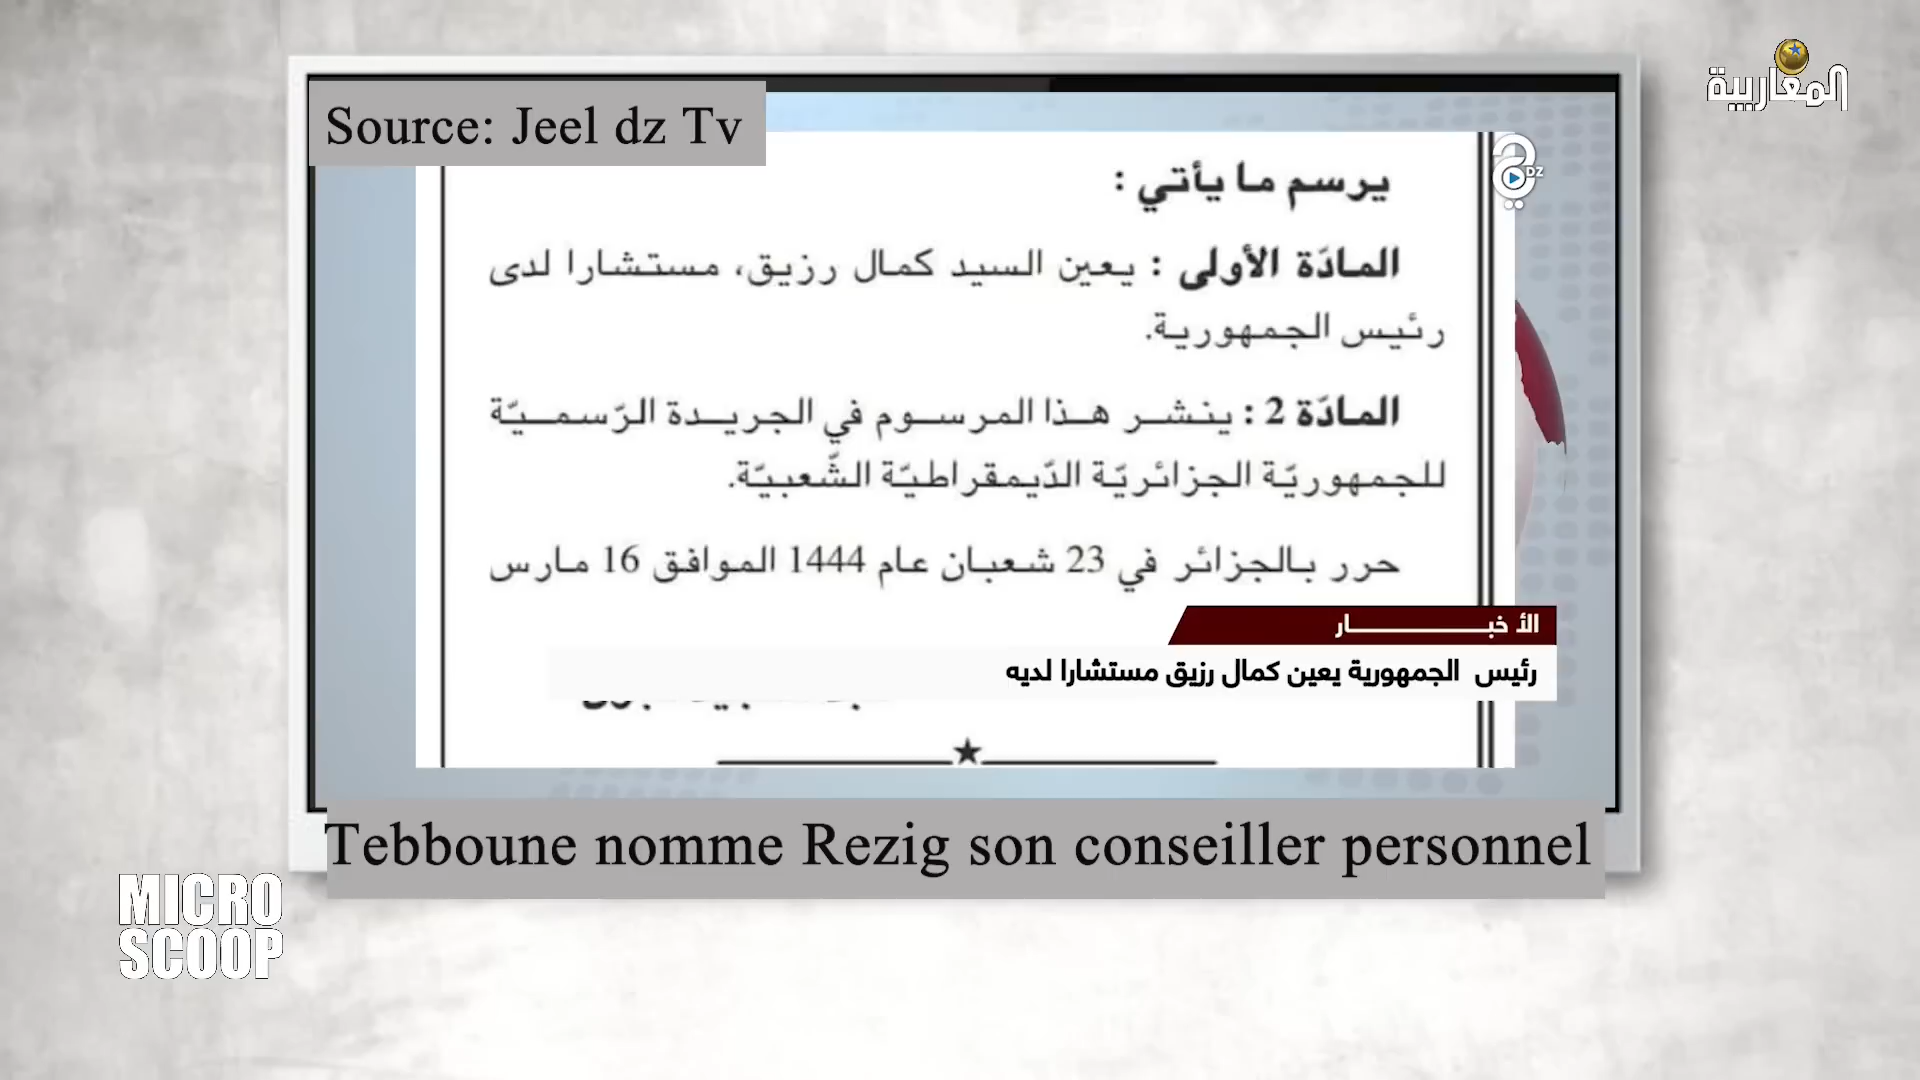 المغاربية
Source: Jeel dz Tv
DZ
يرسم ما يأتي :
المادّة الأولى : يعين السيد كمال رزيق، مستشارا لدى
رئيس الجمهورية.
المادّة 2 : ينشر هذا المرسوم في الجريدة الرّسميّة
للجمهوريّة الجزائريّة الدّيمقراطيّة الشّعبيّة.
حرر بالجزائر في 23 شعبان عام 1444 الموافق 16 مارس
الأخبار
رئيس الجمهورية يعين كمال رزيق مستشارا لديه
Tebboune nomme Rezig son conseiller personnel
MICRO
SCOOP